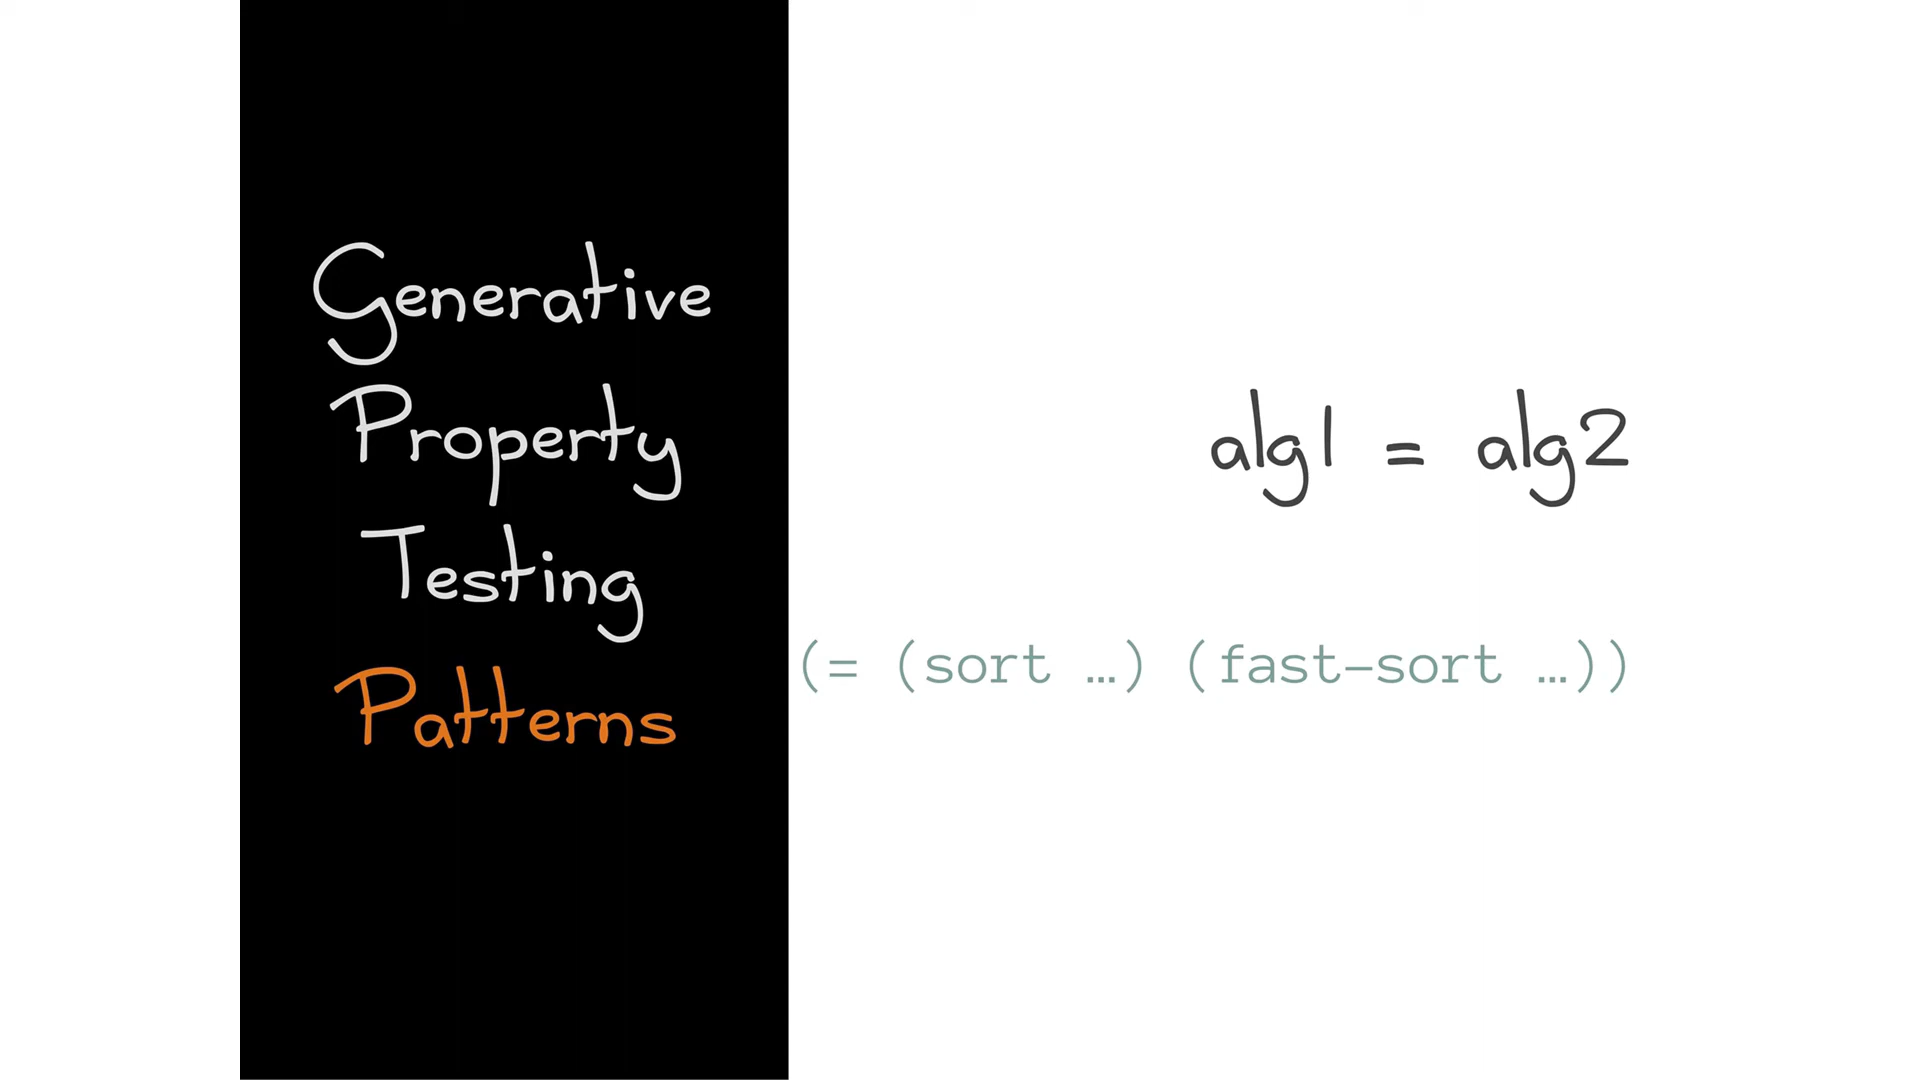 Generative
Property
Testing
Patterns
alg1 = alg2
(= (sort …) (fast-sort …))